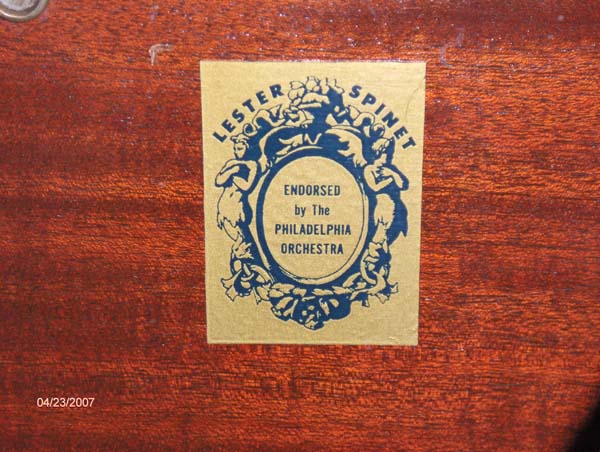 LESTER SPINET
ENDORSED
by The
PHILADELPHIA
ORCHESTRA
04/23/2007